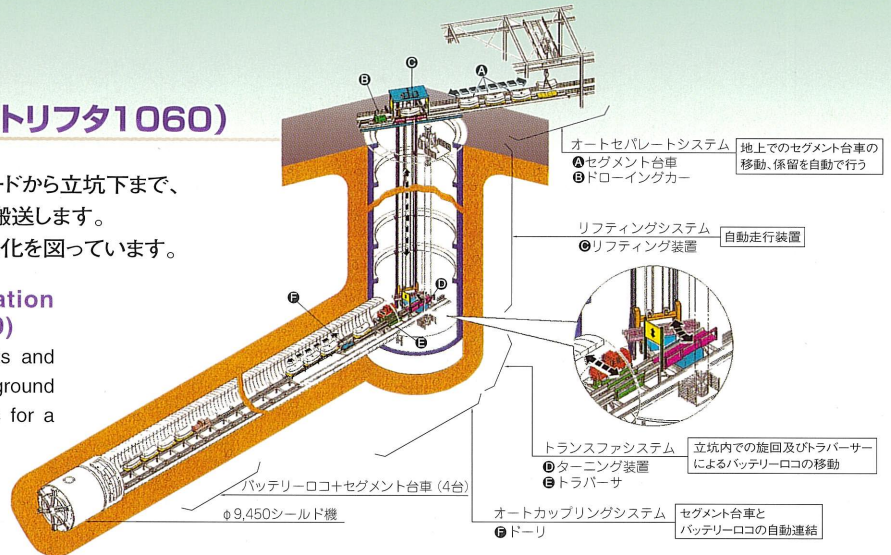 トリフタ1060)
ードから立坑下まで、
搬送します。
化を図っています。
ation
s and
ground
s for a
Ⓑ
Ⓒ
Ⓐ
オートセパレートシステム
Ⓐセグメント台車
Ⓑドローイングカー
地上でのセグメント台車の
移動、係留を自動で行う
リフティングシステム
Ⓒリフティング装置
自動走行装置
Ⓓ
Ⓕ
Ⓔ
トランスファシステム
Ⓓターニング装置
Ⓔトラバーサ
立坑内での旋回及びトラバーサー
によるバッテリーロコの移動
バッテリーロコ+セグメント台車(4台)
φ9,450シールド機
オートカップリングシステム
Ⓕドーリ
セグメント台車と
バッテリーロコの自動連結